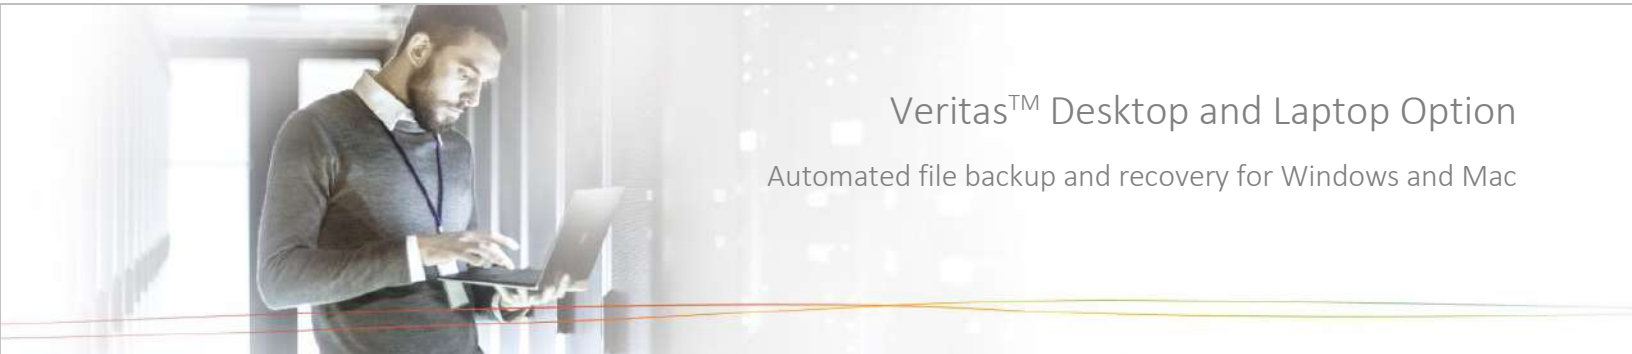 Veritas™ Desktop and Laptop Option
Automated file backup and recovery for Windows and Mac